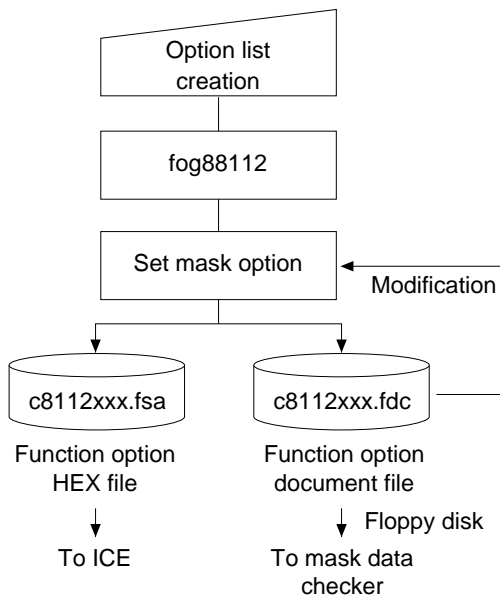 Option list
creation
fog88112
Set mask option
Modification
c8112xxx.fsa
c8112xxx.fdc
Function option
HEX file
Function option
document file
Floppy disk
To ICE
To mask data
checker